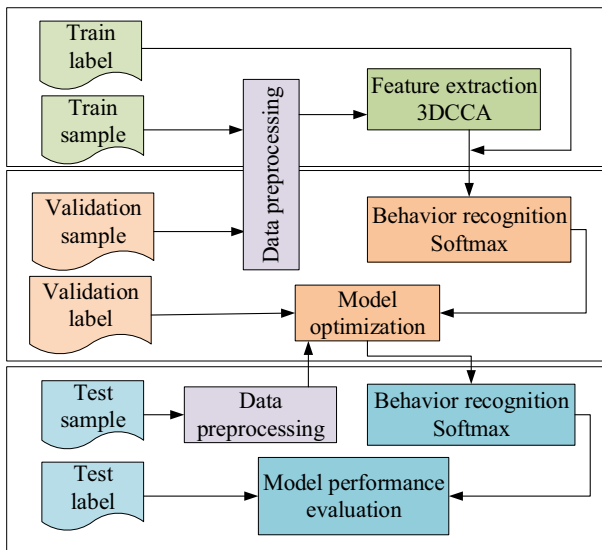 Train
label
Train
sample
Data preprocessing
Feature extraction
3DCCA
Validation
sample
Behavior recognition
Softmax
Validation
label
Model
optimization
Test
sample
Data
preprocessing
Behavior recognition
Softmax
Test
label
Model performance
evaluation